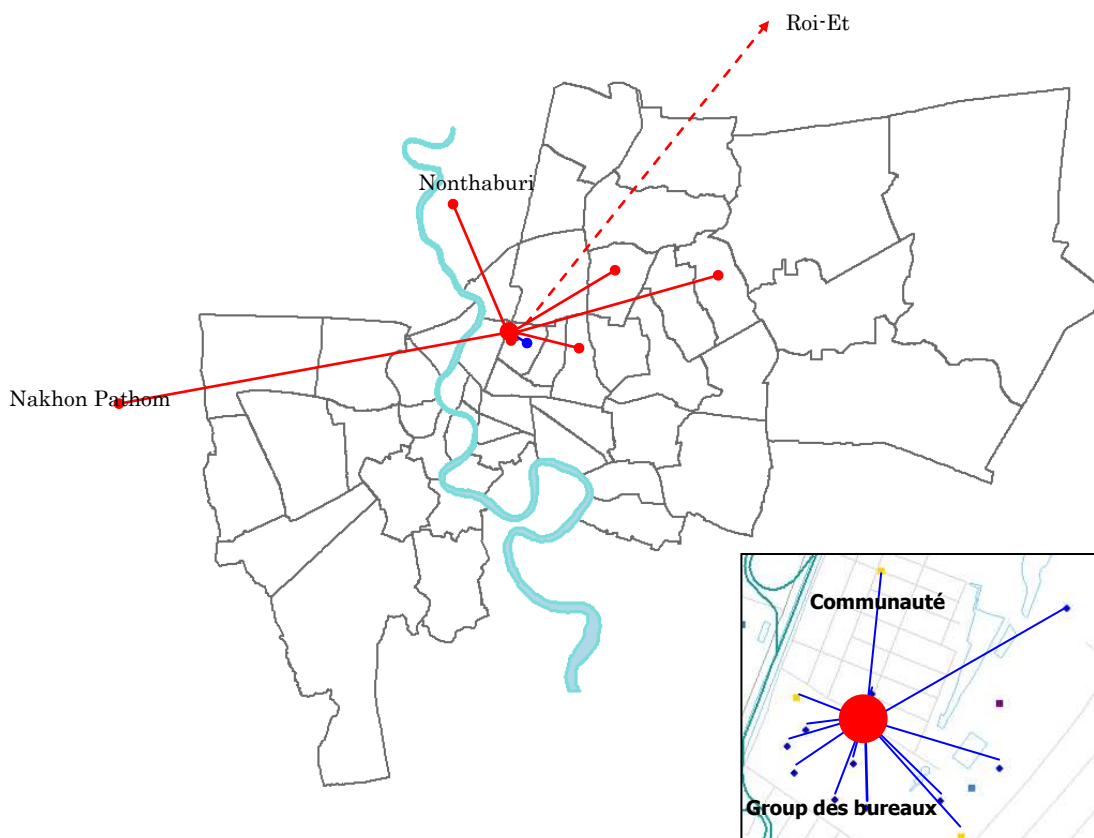 Roi-Et
Nonthaburi
Nakhon Pathom
Communauté
Group des bureaux